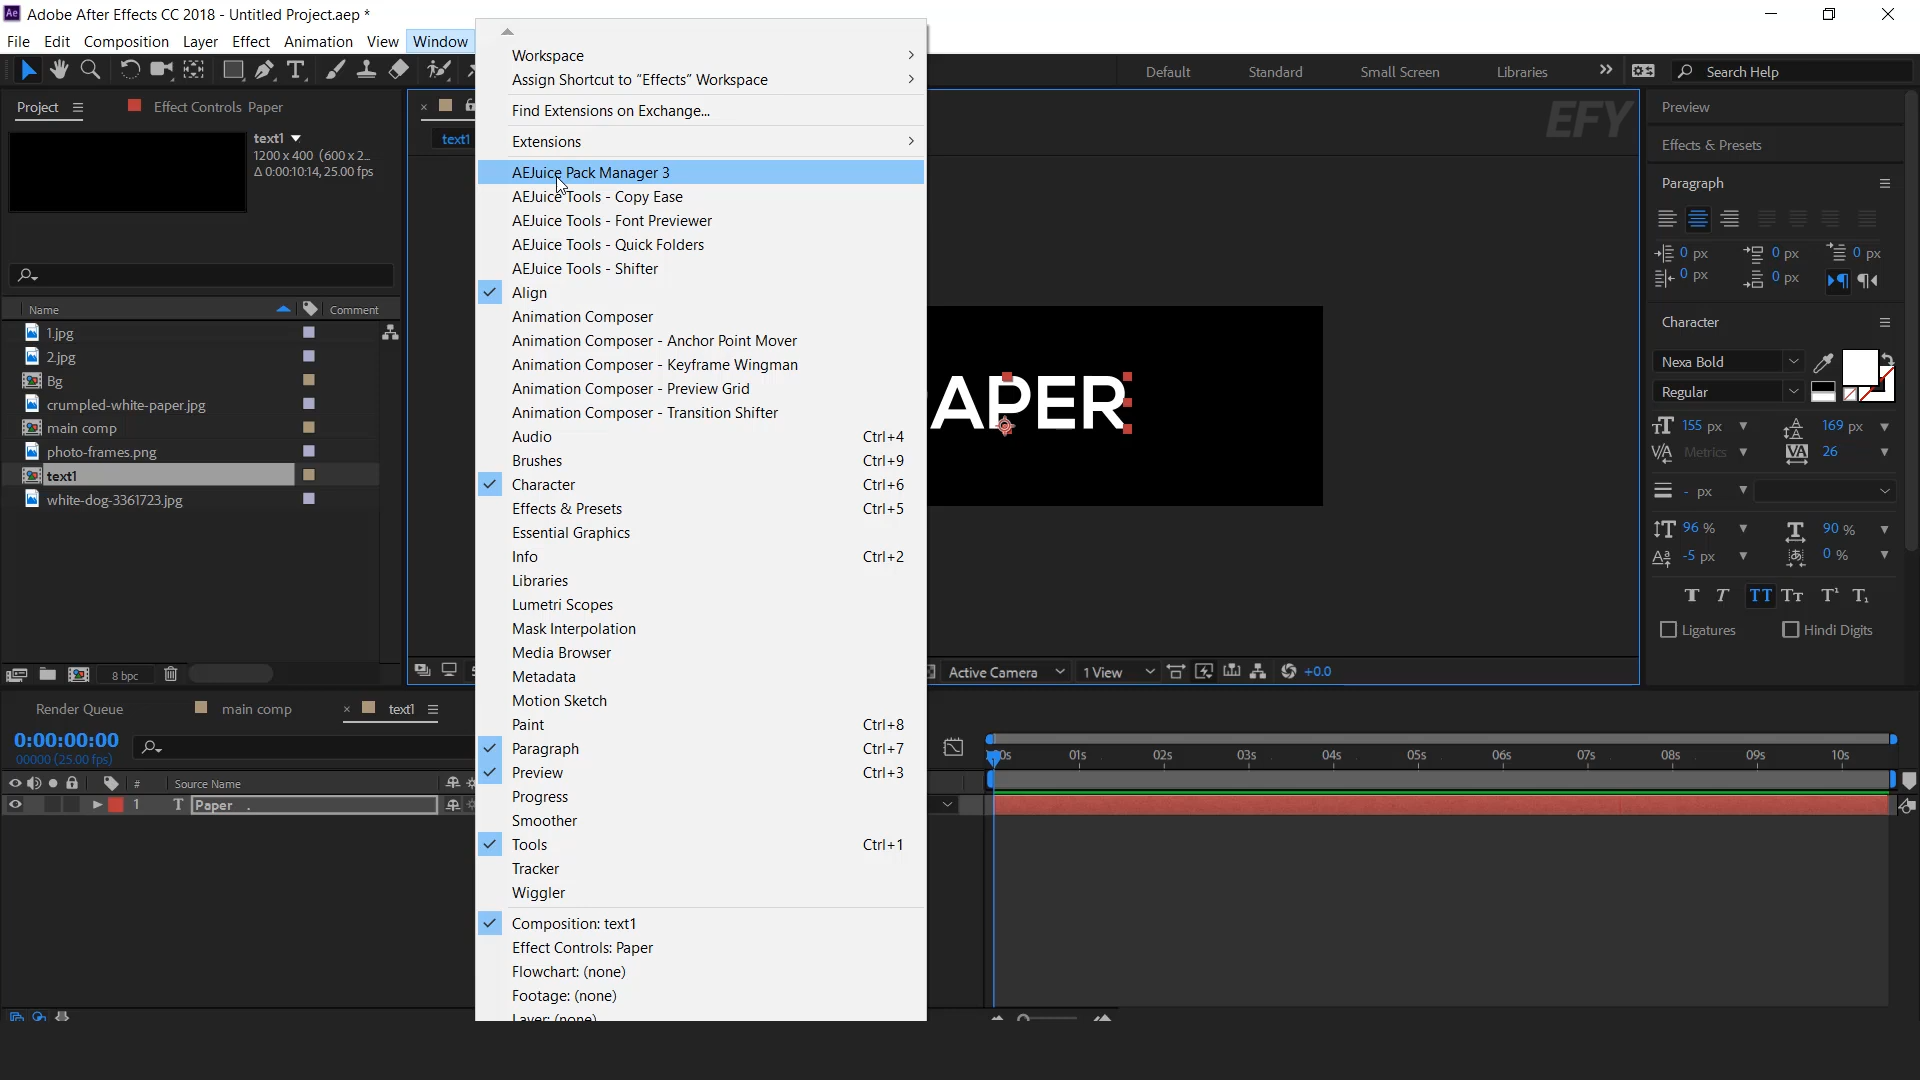 Adobe After Effects CC 2018 - Untitled Project.aep *
File Edit Composition Layer Effect Animation View Window
Default Standard Small Screen Libraries Search Help
Project Effect Controls Paper
text1
1200 x 400 (600 x 2...
Δ 0:00:10:14, 25.00 fps
Name Comment
1.jpg
2.jpg
Bg
crumpled-white-paper.jpg
main comp
photo-frames.png
text1
white-dog-3361723.jpg
8 bpc
Workspace
Assign Shortcut to “Effects” Workspace
Find Extensions on Exchange...
Extensions
AEJuice Pack Manager 3
AEJuice Tools - Copy Ease
AEJuice Tools - Font Previewer
AEJuice Tools - Quick Folders
AEJuice Tools - Shifter
Align
Animation Composer
Animation Composer - Anchor Point Mover
Animation Composer - Keyframe Wingman
Animation Composer - Preview Grid
Animation Composer - Transition Shifter
Audio Ctrl+4
Brushes Ctrl+9
Character Ctrl+6
Effects & Presets Ctrl+5
Essential Graphics
Info Ctrl+2
Libraries
Lumetri Scopes
Mask Interpolation
Media Browser
Metadata
Motion Sketch
Paint Ctrl+8
Paragraph Ctrl+7
Preview Ctrl+3
Progress
Smoother
Tools Ctrl+1
Tracker
Wiggler
Composition: text1
Effect Controls: Paper
Flowchart: (none)
Footage: (none)
Layer: (none)
text1
EFY
PAPER
Active Camera 1 View +0.0
Preview
Effects & Presets
Paragraph
0 px 0 px 0 px
0 px 0 px
Character
Nexa Bold
Regular
155 px 169 px
Metrics 26
- px
96 % 90 %
-5 px 0 %
Ligatures Hindi Digits
Render Queue main comp text1
0:00:00:00
00000 (25.00 fps)
# Source Name
1 T Paper .
01s 02s 03s 04s 05s 06s 07s 08s 09s 10s